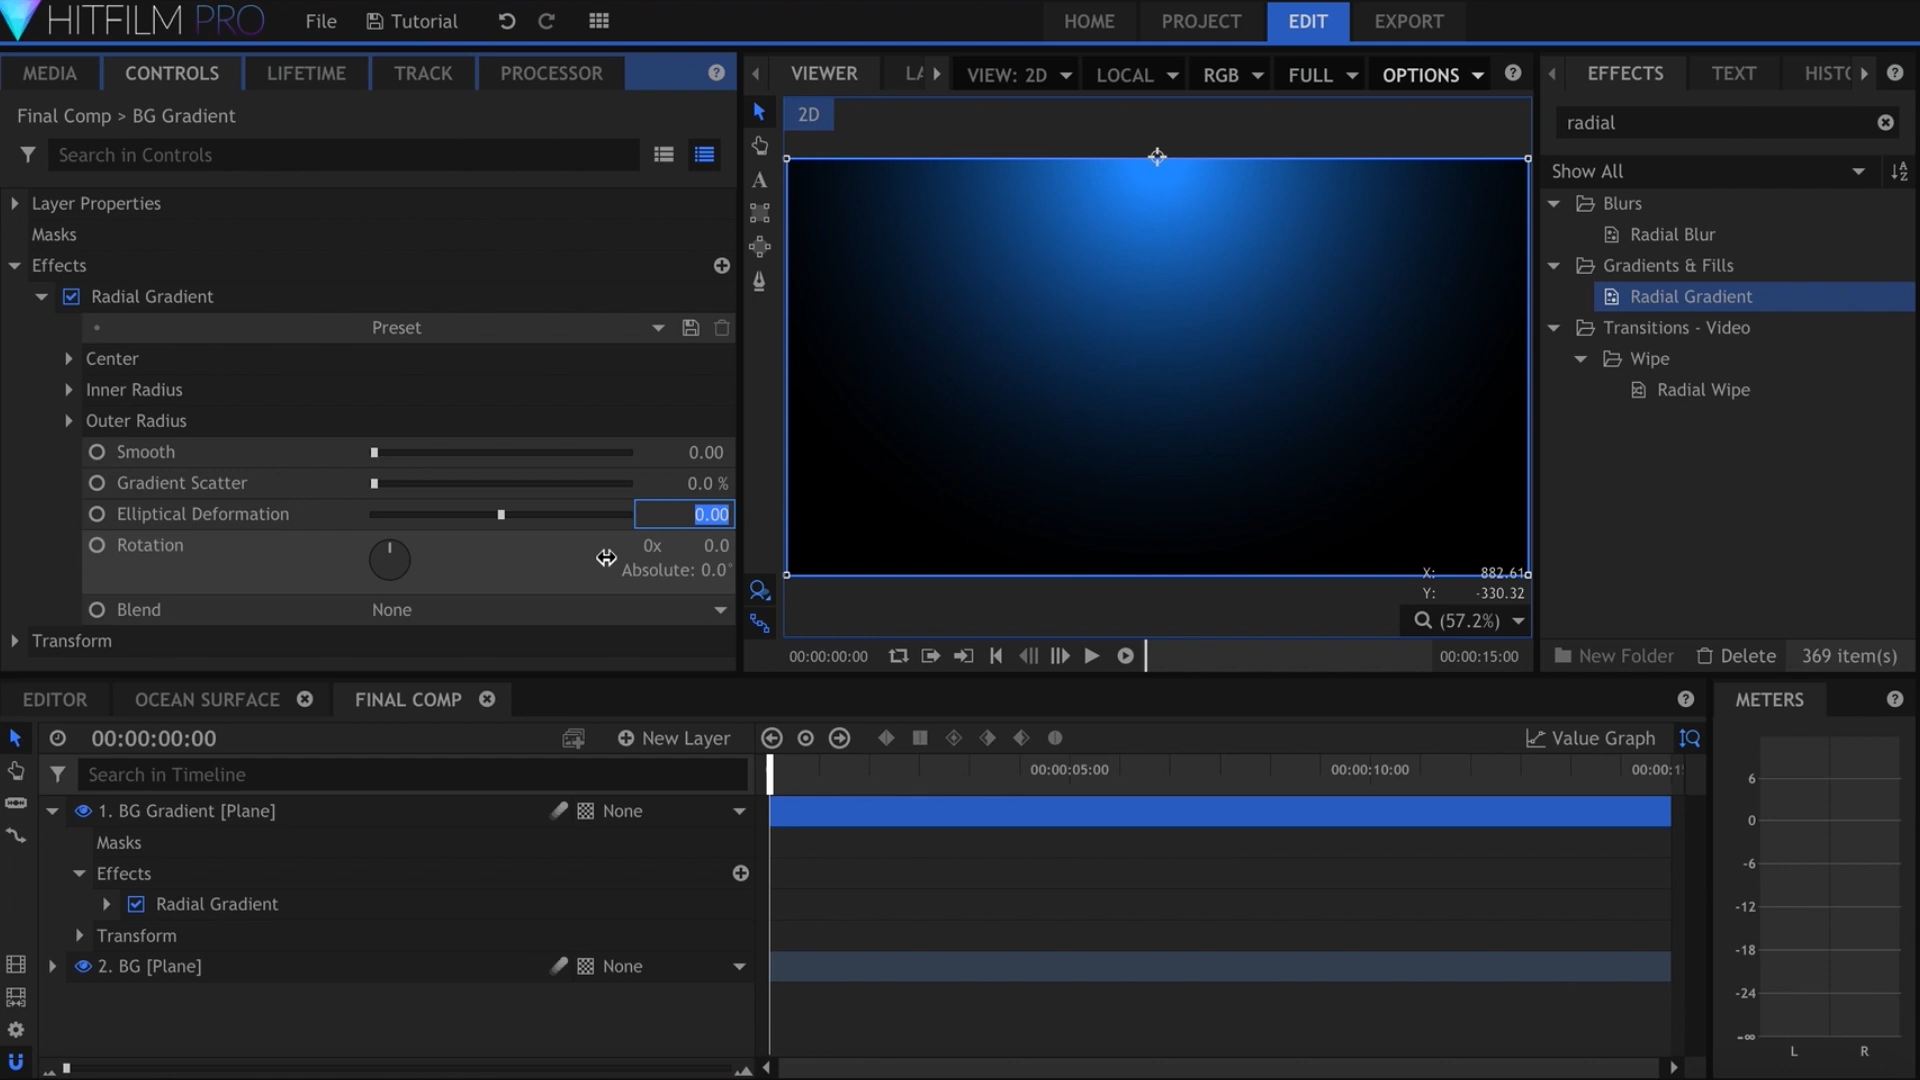 HITFILM PRO File Tutorial HOME PROJECT EDIT EXPORT
MEDIA CONTROLS LIFETIME TRACK PROCESSOR
Final Comp > BG Gradient
Search in Controls
Layer Properties
Masks
Effects
Radial Gradient
Preset
Center
Inner Radius
Outer Radius
Smooth 0.00
Gradient Scatter 0.0 %
Elliptical Deformation 0.00
Rotation 0x 0.0
Absolute: 0.0°
Blend None
Transform
VIEWER LA VIEW: 2D LOCAL RGB FULL OPTIONS
2D
X: 882.61
Y: -330.32
(57.2%)
00:00:00:00 00:00:15:00
EFFECTS TEXT HISTO
radial
Show All
Blurs
Radial Blur
Gradients & Fills
Radial Gradient
Transitions - Video
Wipe
Radial Wipe
New Folder Delete 369 item(s)
EDITOR OCEAN SURFACE FINAL COMP
00:00:00:00 New Layer Value Graph
Search in Timeline 00:00:05:00 00:00:10:00 00:00:1
1. BG Gradient [Plane] None
Masks
Effects
Radial Gradient
Transform
2. BG [Plane] None
METERS
6
0
-6
-12
-18
-24
-∞
L R